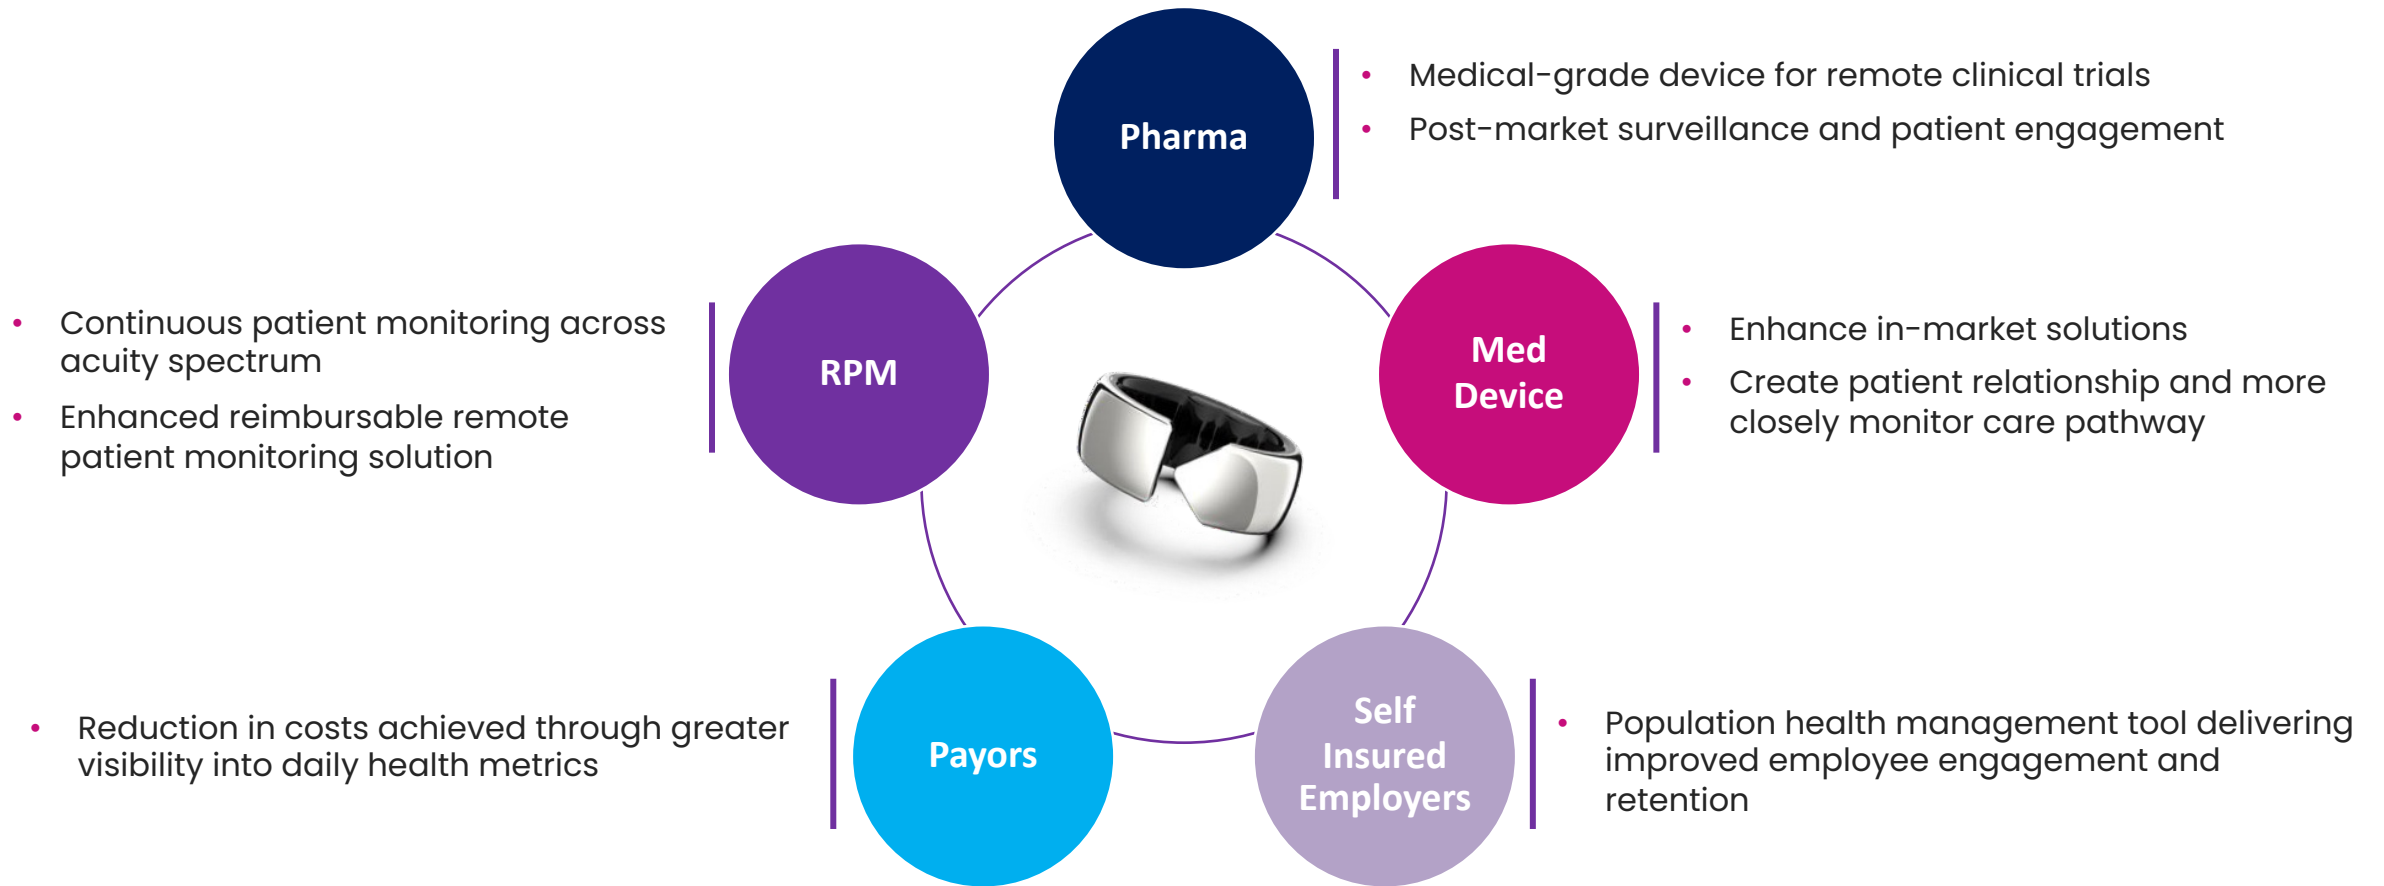 Pharma
• Medical-grade device for remote clinical trials
• Post-market surveillance and patient engagement
RPM
• Continuous patient monitoring across
acuity spectrum
• Enhanced reimbursable remote
patient monitoring solution
Med
Device
• Enhance in-market solutions
• Create patient relationship and more
closely monitor care pathway
Payors
• Reduction in costs achieved through greater
visibility into daily health metrics
Self
Insured
Employers
• Population health management tool delivering
improved employee engagement and
retention